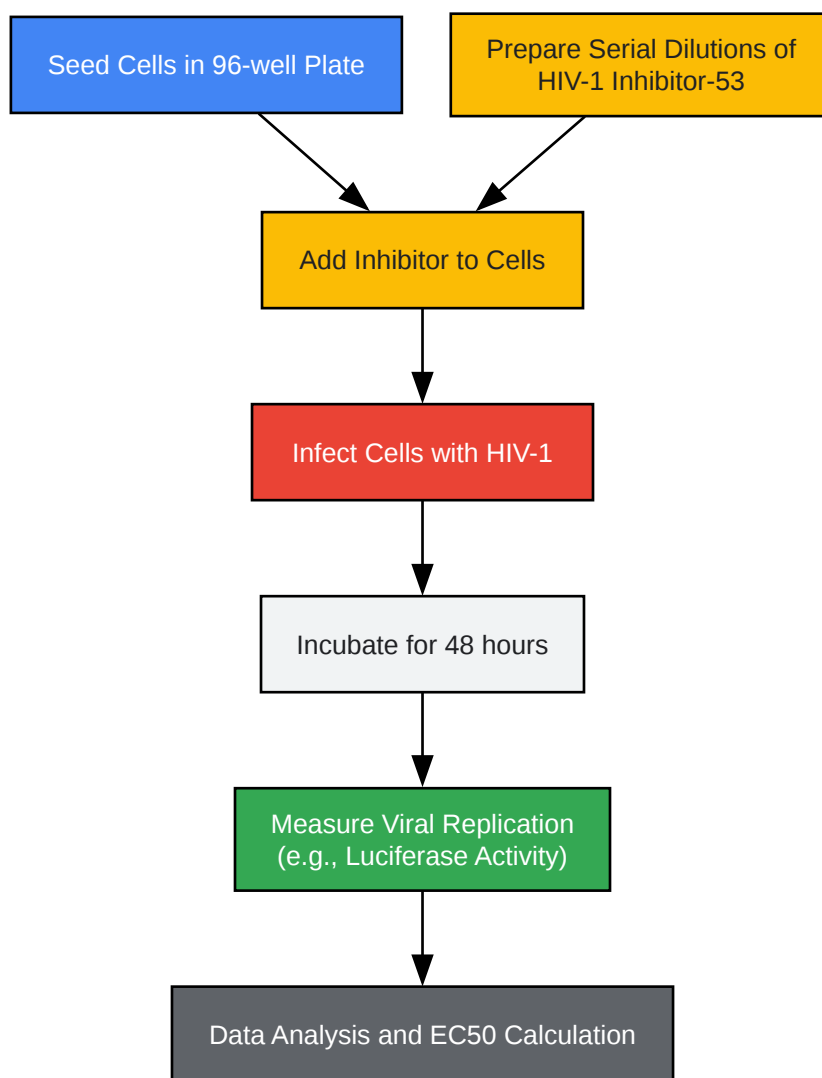 Seed Cells in 96-well Plate
Prepare Serial Dilutions of
HIV-1 Inhibitor-53
Add Inhibitor to Cells
Infect Cells with HIV-1
Incubate for 48 hours
Measure Viral Replication
(e.g., Luciferase Activity)
Data Analysis and EC50 Calculation